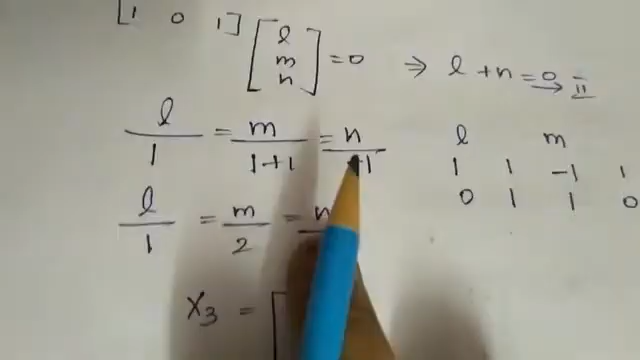 [1 0 1] [l m n] = 0 ⇒ l + n = 0 — II
l/1 = m/1+1 = n/-1
l m
1 1 -1 1
0 1 1 0
l/1 = m/2 = n
X₃ = [